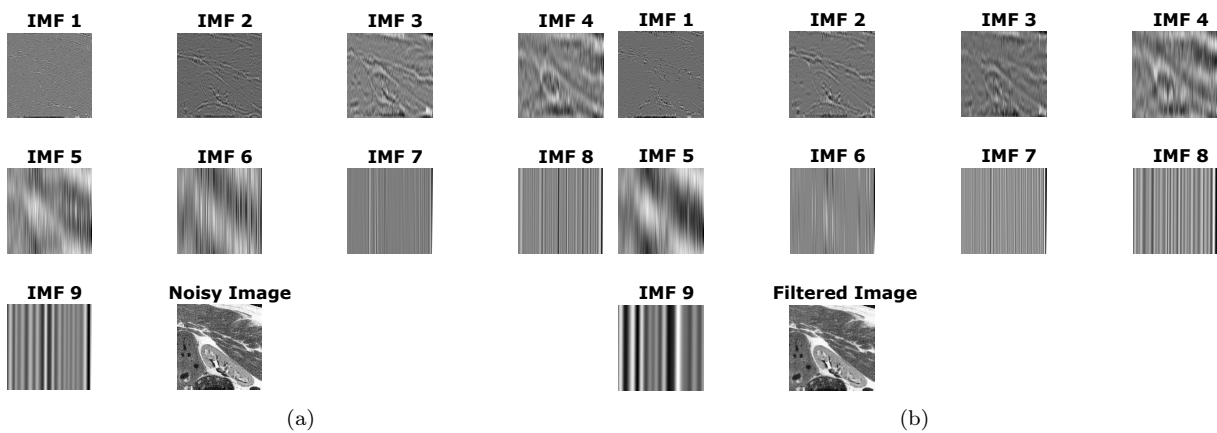 IMF 1 IMF 2 IMF 3 IMF 4
IMF 5 IMF 6 IMF 7 IMF 8
IMF 9 Noisy Image
(a)
IMF 1 IMF 2 IMF 3 IMF 4
IMF 5 IMF 6 IMF 7 IMF 8
IMF 9 Filtered Image
(b)